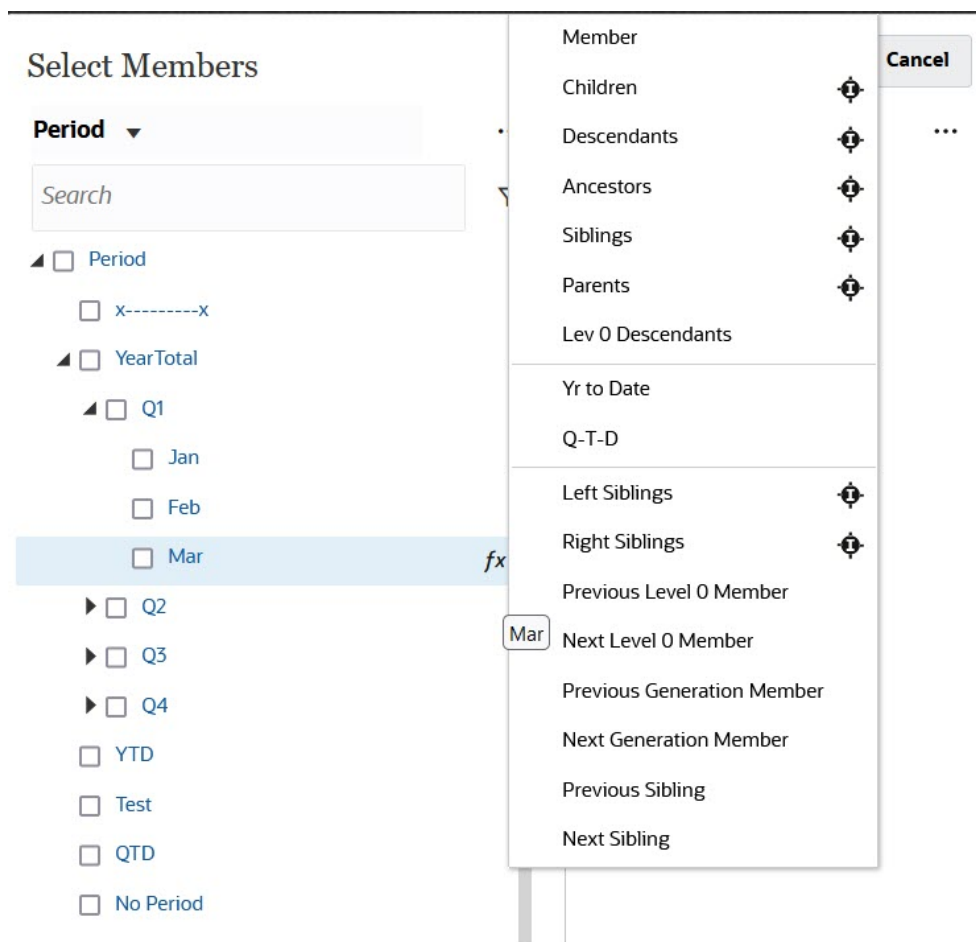 Select Members
Cancel
Period
...
Search
Period
x---------x
YearTotal
Q1
Jan
Feb
Mar
fx
Q2
Q3
Q4
YTD
Test
QTD
No Period
Member
Children
Descendants
Ancestors
Siblings
Parents
Lev 0 Descendants
Yr to Date
Q-T-D
Left Siblings
Right Siblings
Previous Level 0 Member
Mar
Next Level 0 Member
Previous Generation Member
Next Generation Member
Previous Sibling
Next Sibling